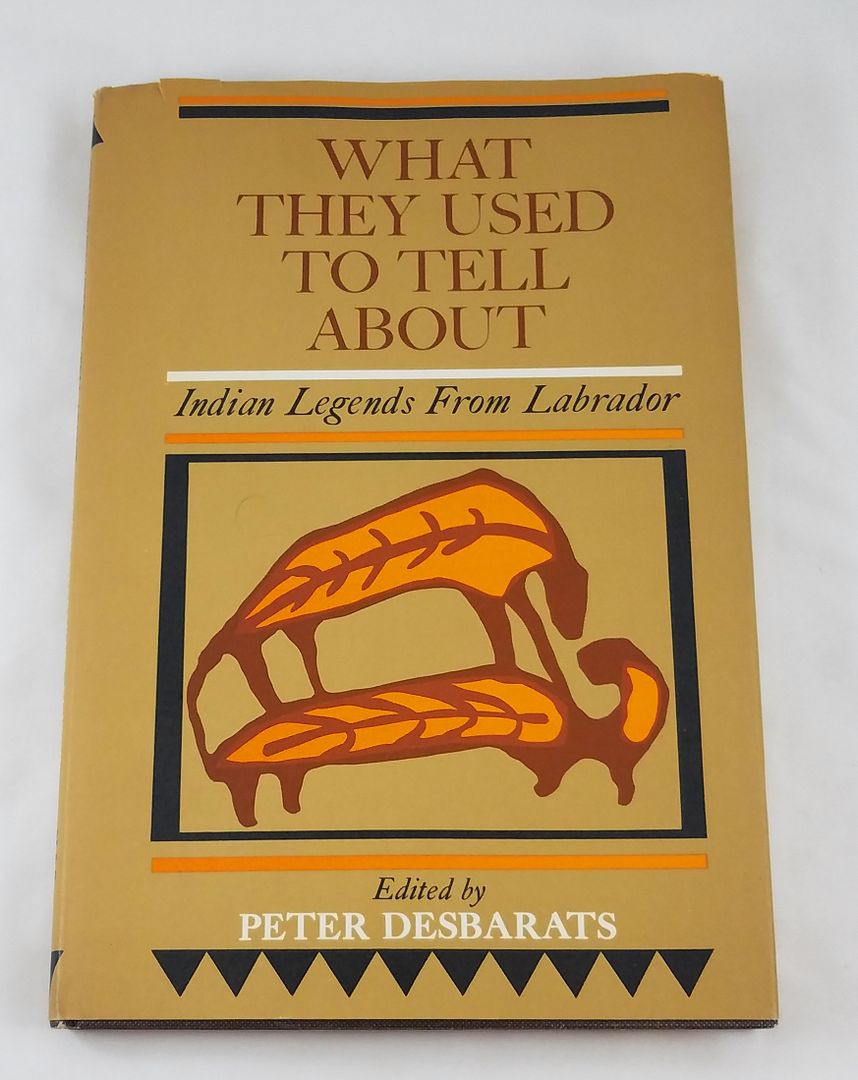 WHAT
THEY USED
TO TELL
ABOUT
Indian Legends From Labrador
Edited by
PETER DESBARATS